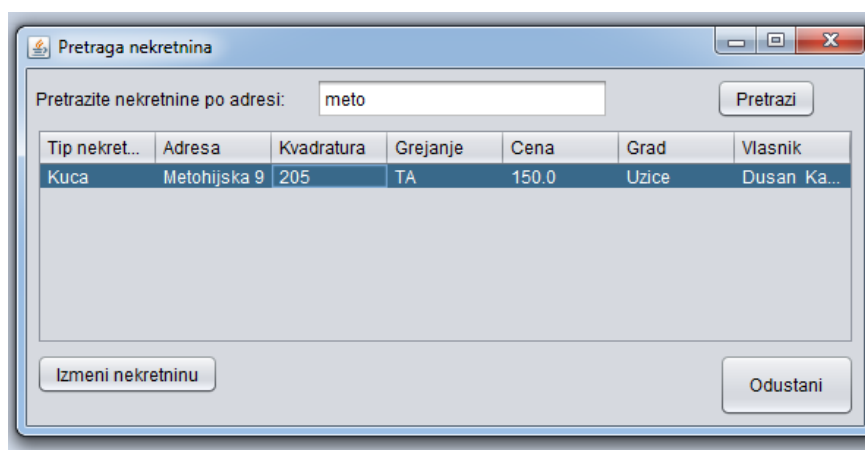 Pretraga nekretnina
Pretrazite nekretnine po adresi: meto Pretrazi
Tip nekret... Adresa Kvadratura Grejanje Cena Grad Vlasnik
Kuca Metohijska 9 205 TA 150.0 Uzice Dusan Ka...
Izmeni nekretninu
Odustani